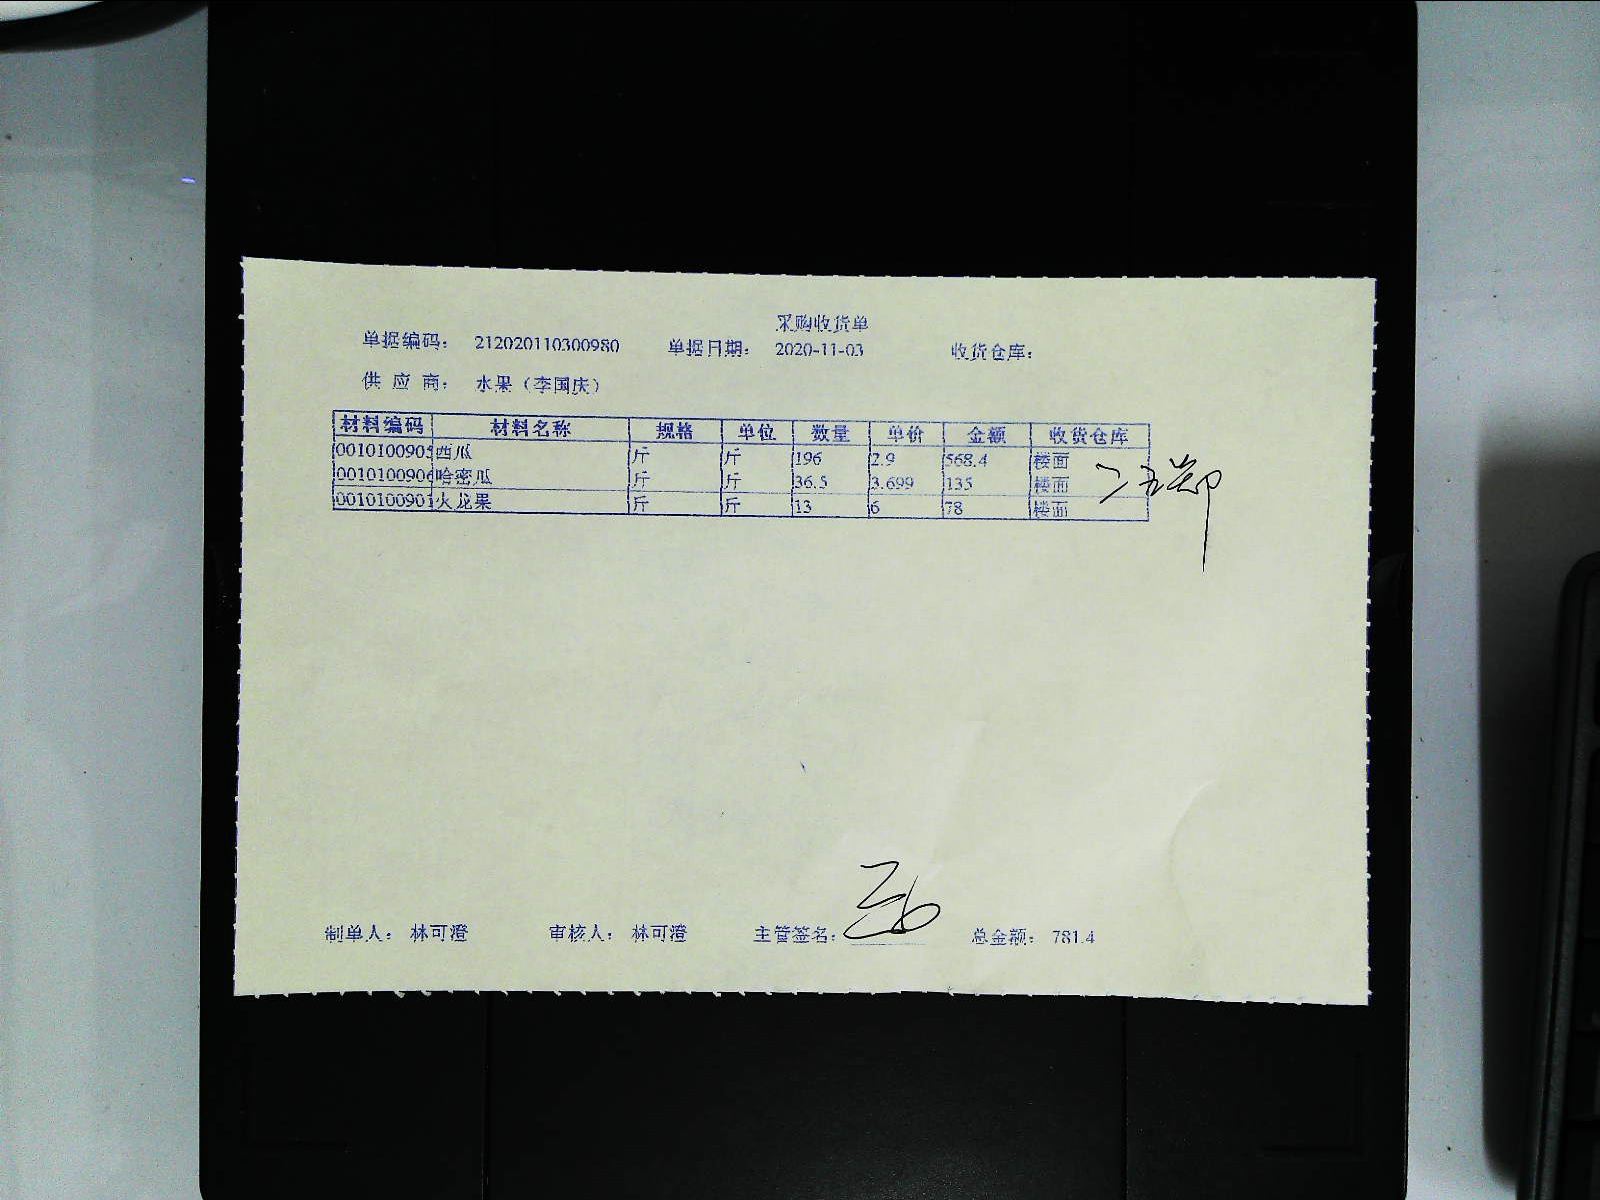 采购收货单
单据编码： 212020110300980 单据日期： 2020-11-03 收货仓库：
供 应 商： 水果（李国庆）
材料编码 材料名称 规格 单位 数量 单价 金额 收货仓库
0010100905 西瓜 斤 斤 196 2.9 568.4 楼面
0010100906 哈密瓜 斤 斤 36.5 3.699 135 楼面
0010100901 火龙果 斤 斤 13 6 78 楼面
制单人： 林可澄 审核人： 林可澄 主管签名： 总金额： 781.4